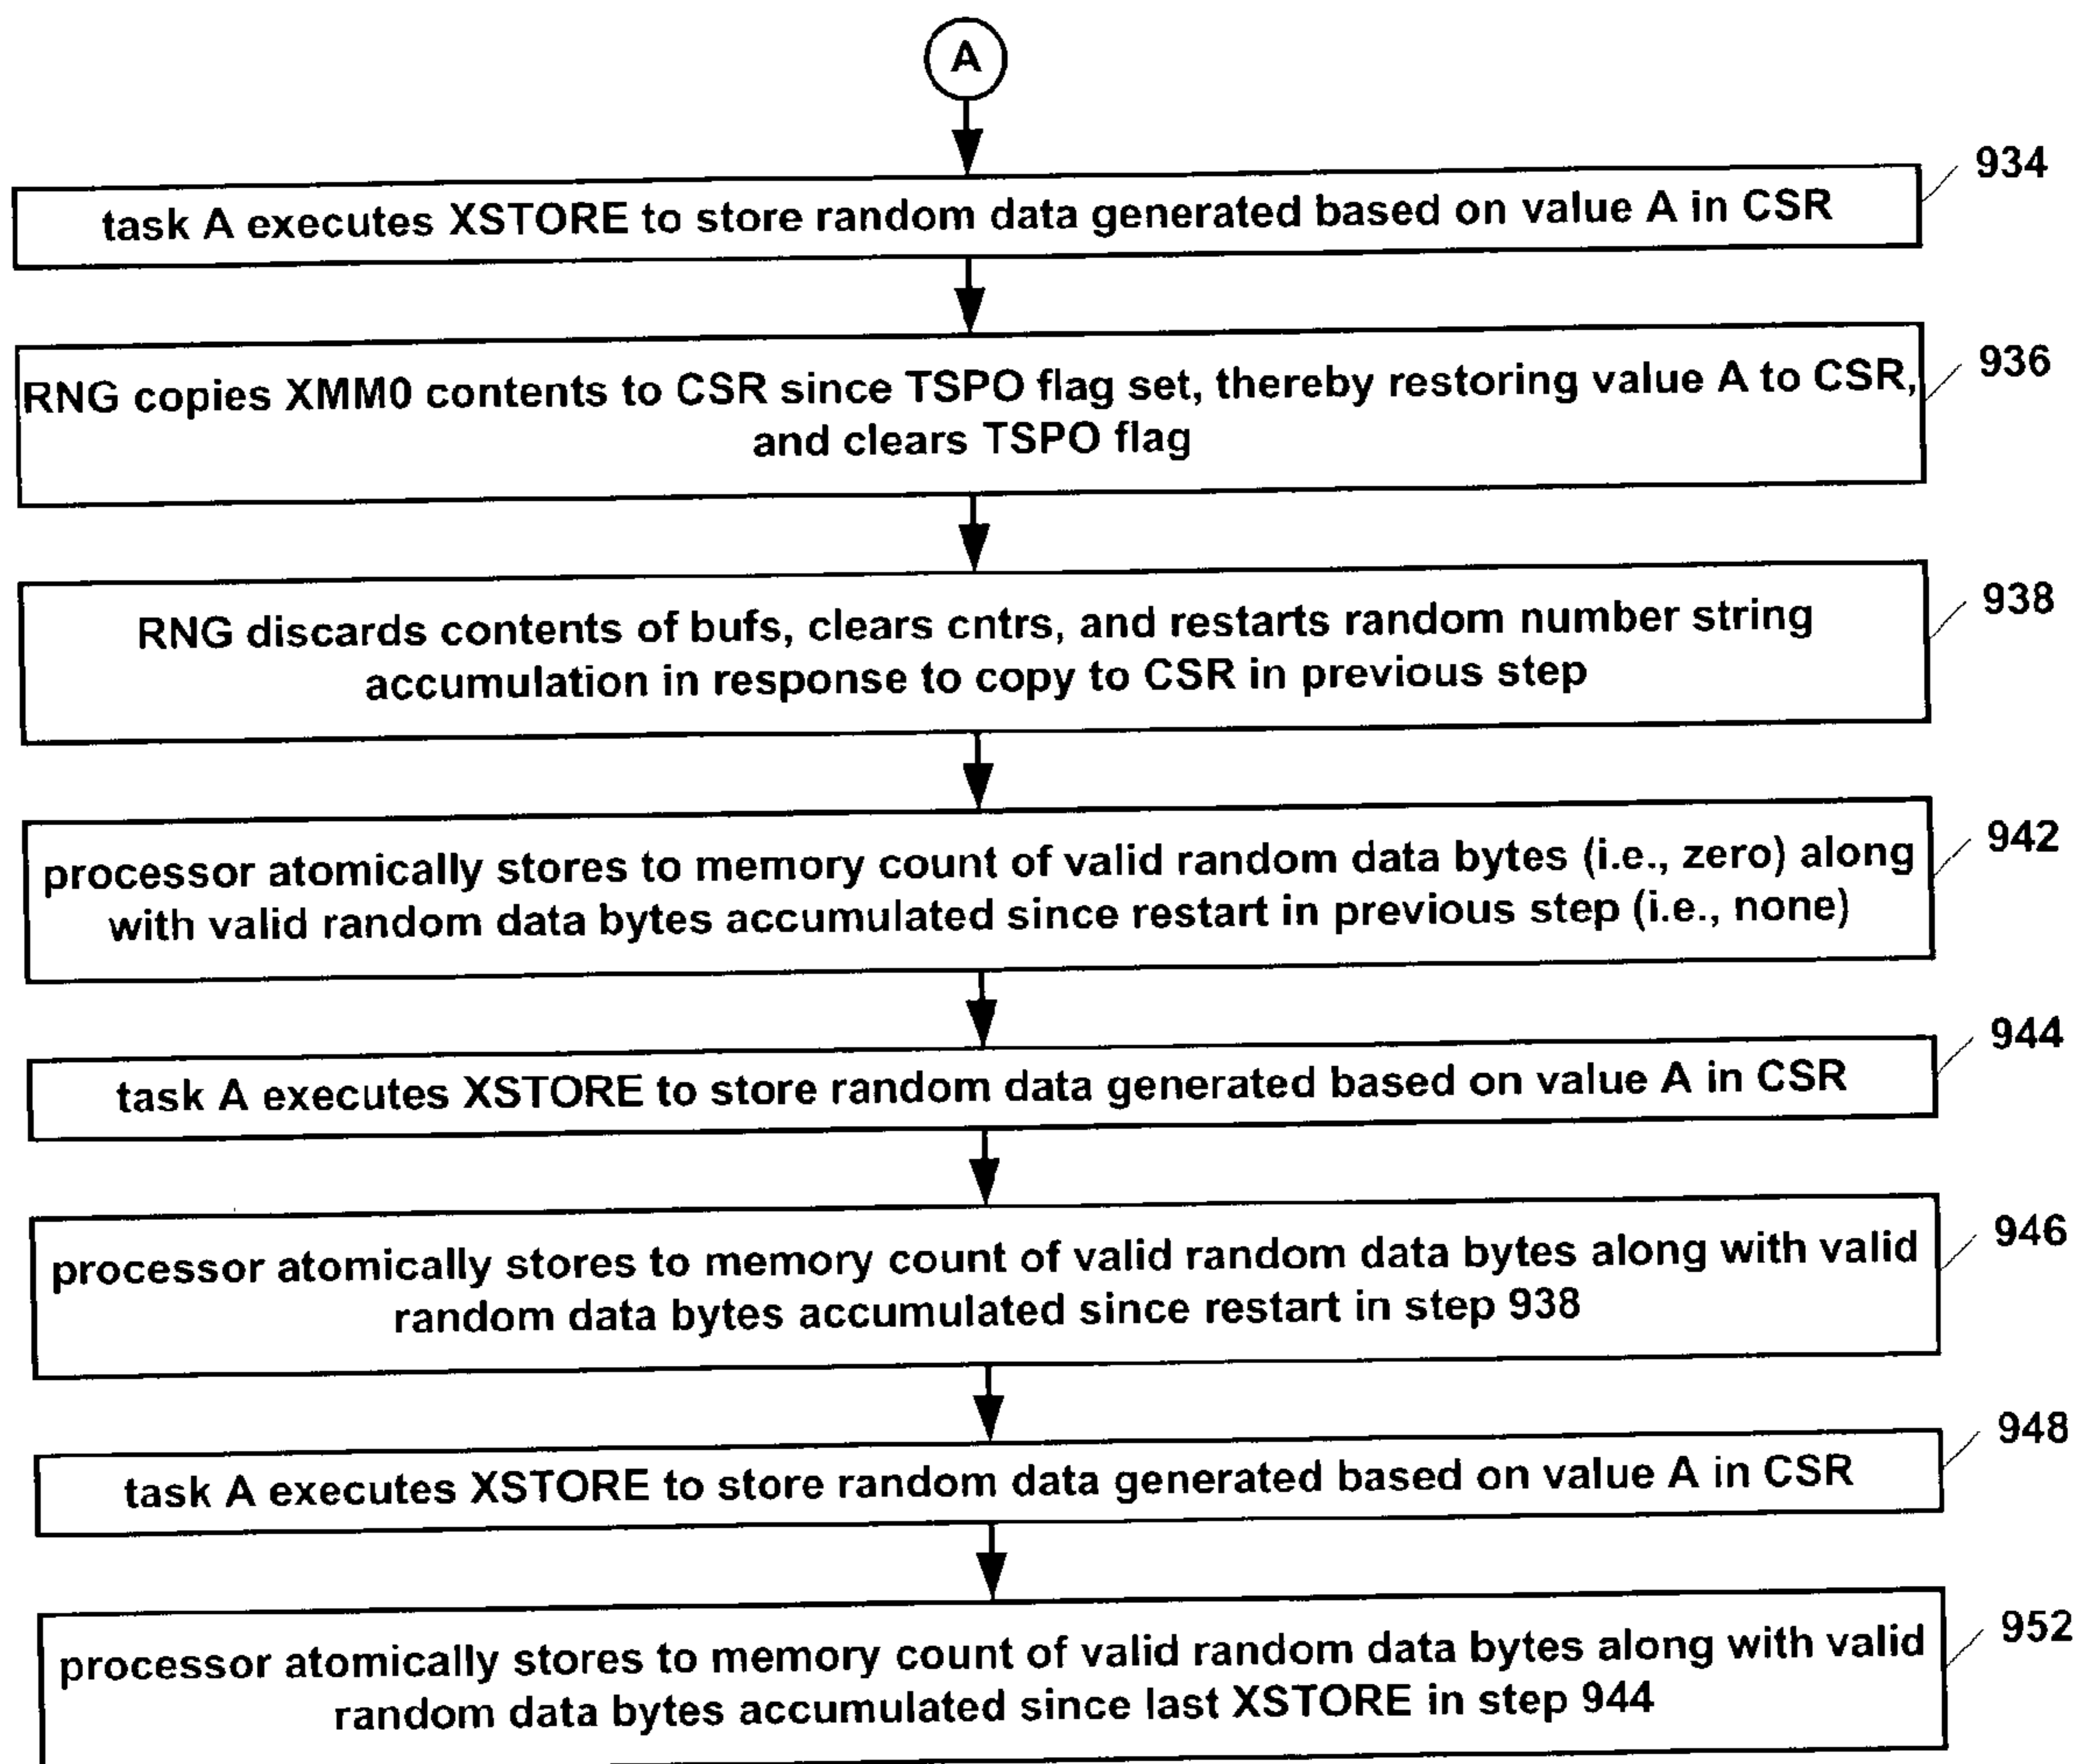 A
934
task A executes XSTORE to store random data generated based on value A in CSR
936
RNG copies XMM0 contents to CSR since TSPO flag set, thereby restoring value A to CSR,
and clears TSPO flag
938
RNG discards contents of bufs, clears cntrs, and restarts random number string
accumulation in response to copy to CSR in previous step
942
processor atomically stores to memory count of valid random data bytes (i.e., zero) along
with valid random data bytes accumulated since restart in previous step (i.e., none)
944
task A executes XSTORE to store random data generated based on value A in CSR
946
processor atomically stores to memory count of valid random data bytes along with valid
random data bytes accumulated since restart in step 938
948
task A executes XSTORE to store random data generated based on value A in CSR
952
processor atomically stores to memory count of valid random data bytes along with valid
random data bytes accumulated since last XSTORE in step 944